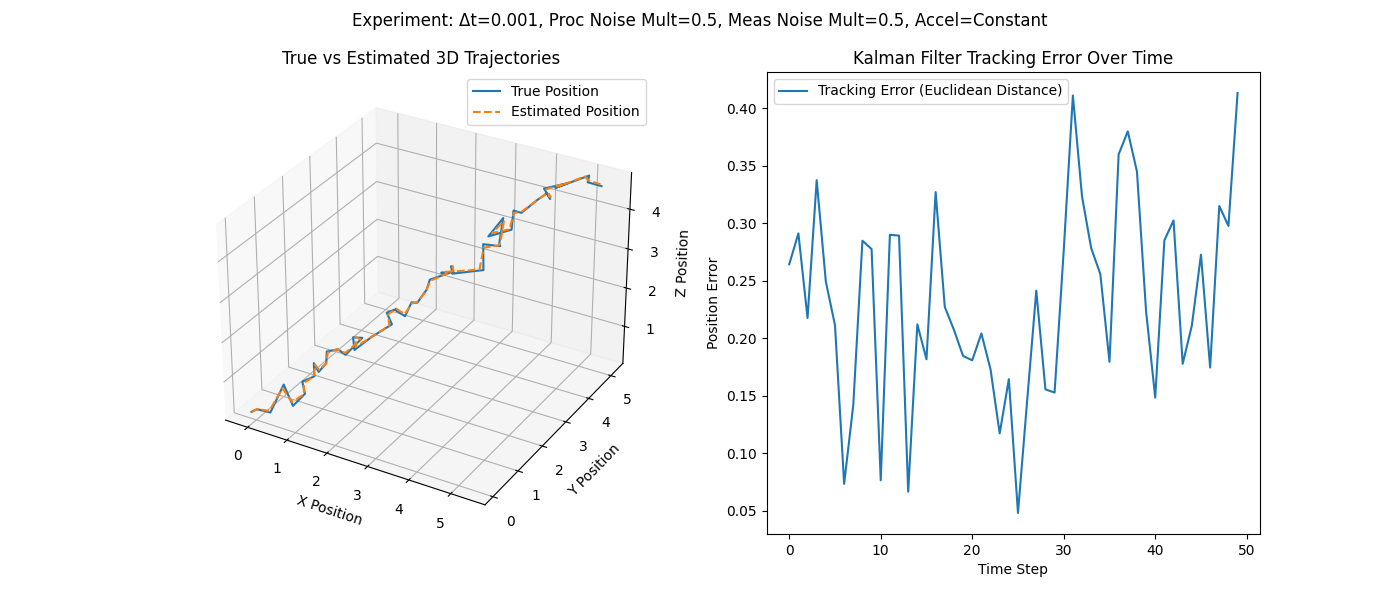 Experiment: Δt=0.001, Proc Noise Mult=0.5, Meas Noise Mult=0.5, Accel=Constant
True vs Estimated 3D Trajectories
True Position
Estimated Position
4
3
2
1
Z Position
5
4
3
2
1
0
Y Position
0
1
2
3
4
5
X Position
Kalman Filter Tracking Error Over Time
Tracking Error (Euclidean Distance)
0.40
0.35
0.30
0.25
0.20
0.15
0.10
0.05
Position Error
0
10
20
30
40
50
Time Step